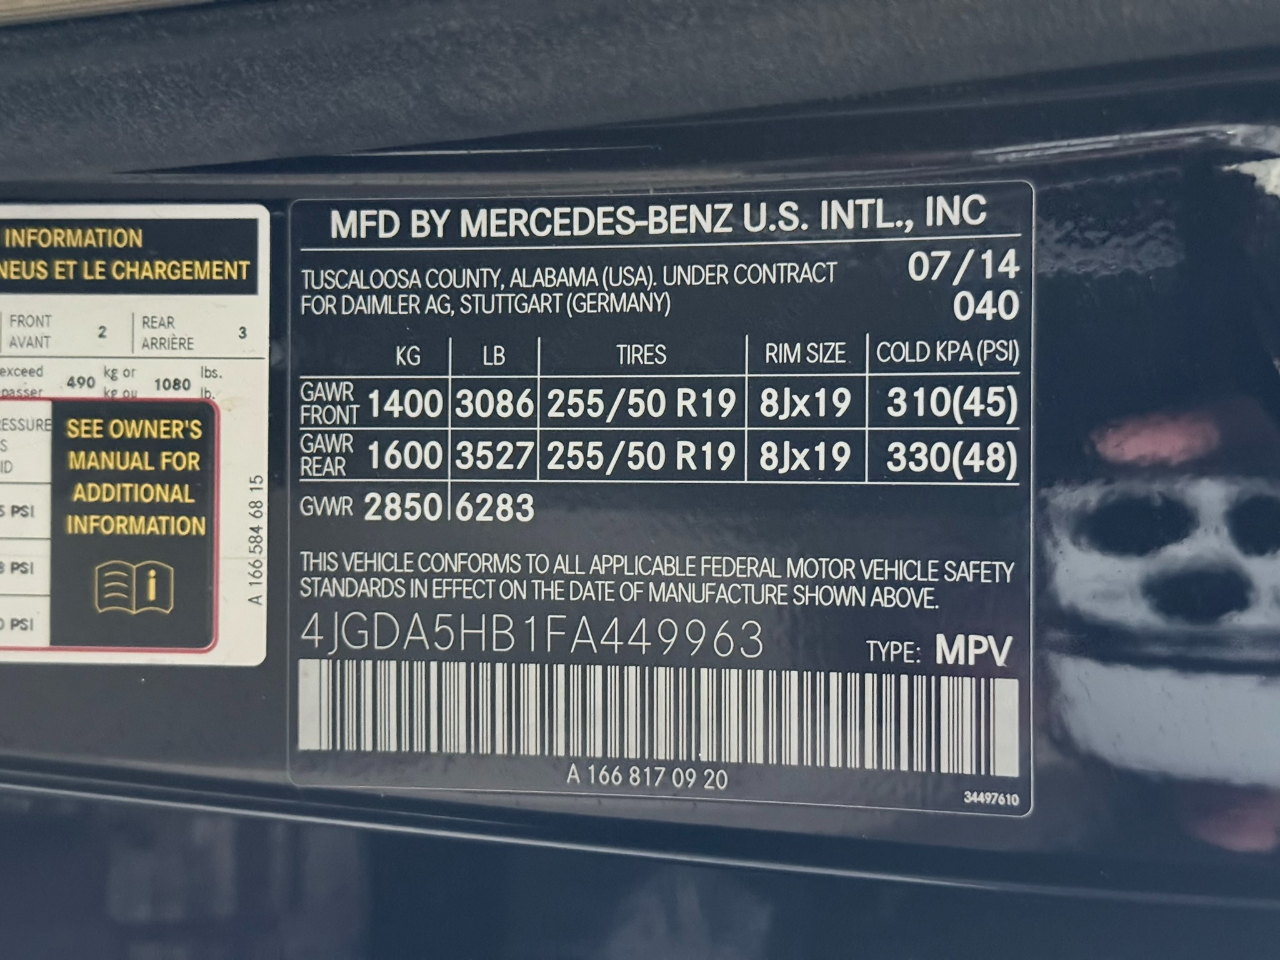 INFORMATION
NEUS ET LE CHARGEMENT
FRONT
AVANT
2
REAR
ARRIÈRE
3
exceed
passer
490
kg or
kg ou
1080
lbs.
lb.
SEE OWNER'S
MANUAL FOR
ADDITIONAL
INFORMATION
PSI
PSI
PSI
A 166 584 68 15
MFD BY MERCEDES-BENZ U.S. INTL., INC
TUSCALOOSA COUNTY, ALABAMA (USA). UNDER CONTRACT
FOR DAIMLER AG, STUTTGART (GERMANY)
07/14
040
KG LB TIRES RIM SIZE COLD KPA(PSI)
GAWR FRONT 1400 3086 255/50 R19 8Jx19 310(45)
GAWR REAR 1600 3527 255/50 R19 8Jx19 330(48)
GVWR 2850 6283
THIS VEHICLE CONFORMS TO ALL APPLICABLE FEDERAL MOTOR VEHICLE SAFETY
STANDARDS IN EFFECT ON THE DATE OF MANUFACTURE SHOWN ABOVE.
4JGDA5HB1FA449963
TYPE: MPV
A 166 817 09 20
34497610